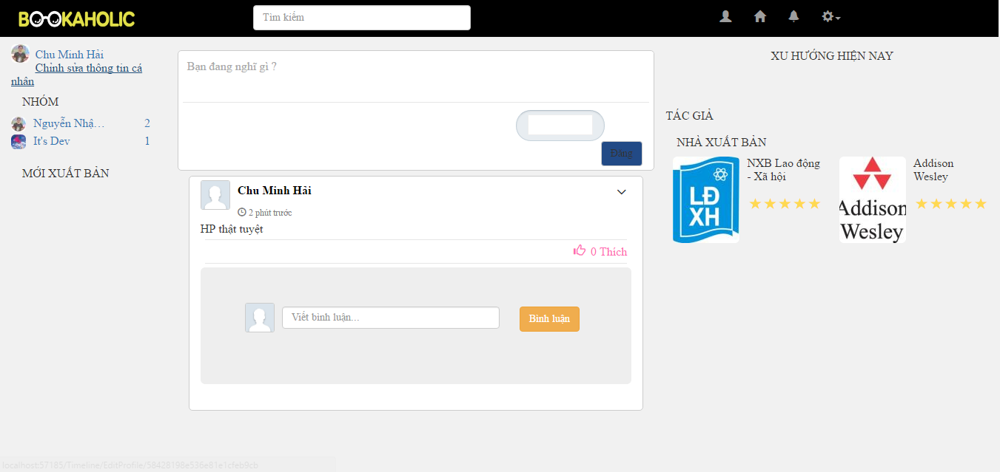 BOOKAHOLIC
Tìm kiếm
Chu Minh Hải
Chỉnh sửa thông tin cá
nhân
NHÓM
Nguyễn Nhậ… 2
It's Dev 1
MỚI XUẤT BẢN
Bạn đang nghĩ gì ?
Đăng
Chu Minh Hải
2 phút trước
HP thật tuyệt
0 Thích
Viết bình luận...
Bình luận
XU HƯỚNG HIỆN NAY
TÁC GIẢ
NHÀ XUẤT BẢN
LĐ
XH
NXB Lao động
- Xã hội
Addison
Wesley
Addison
Wesley
localhost:57185/Timeline/EditProfile/58428198e536e81e1cfeb9cb